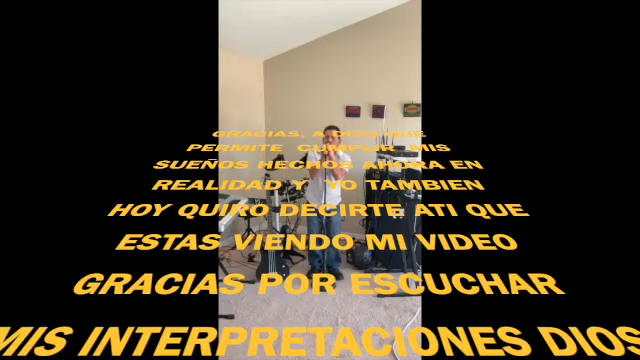 GRACIAS, A DIOS QUE
PERMITE CUMPLIR MIS
SUEÑOS HECHOS AHORA EN
REALIDAD Y YO TAMBIEN
HOY QUIRO DECIRTE ATI QUE
ESTAS VIENDO MI VIDEO
GRACIAS POR ESCUCHAR
MIS INTERPRETACIONES DIOS